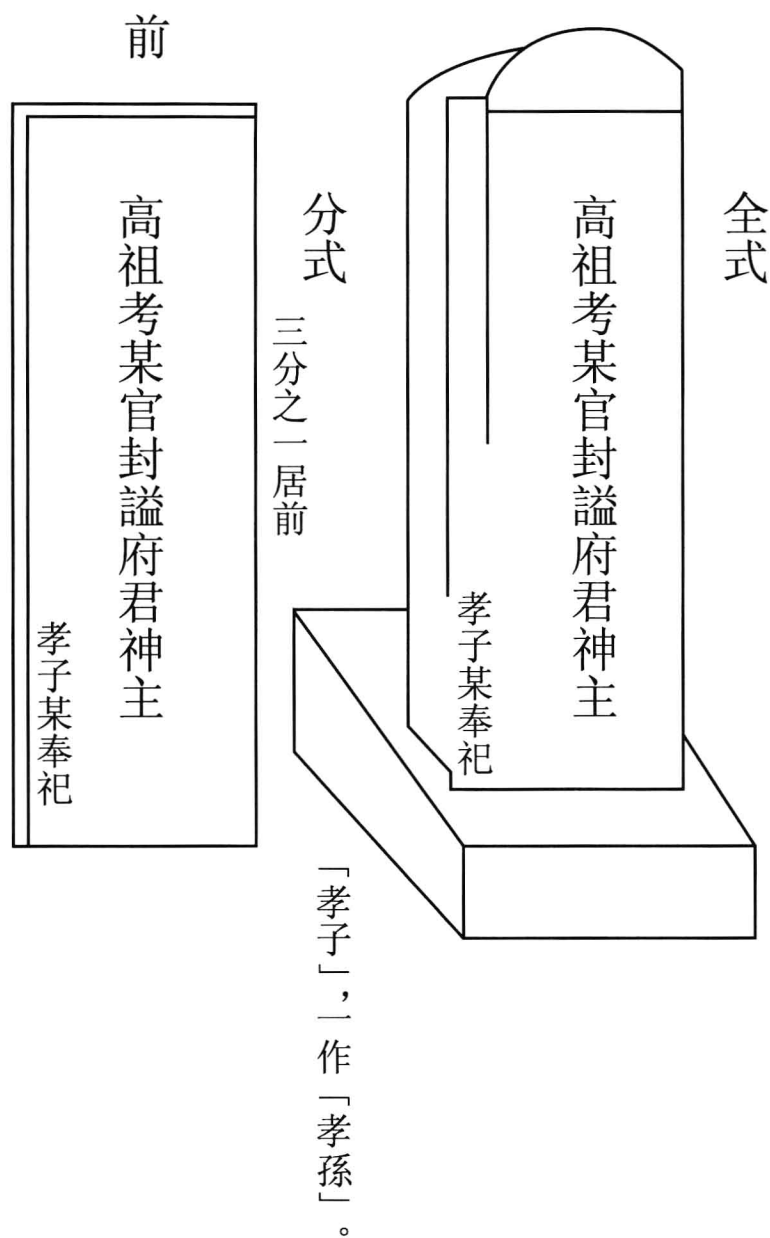 全式
高祖考某官封謚府君神主
孝子某奉祀
「孝子」，一作「孝孫」。
分式
三分之一居前
前
高祖考某官封謚府君神主
孝子某奉祀